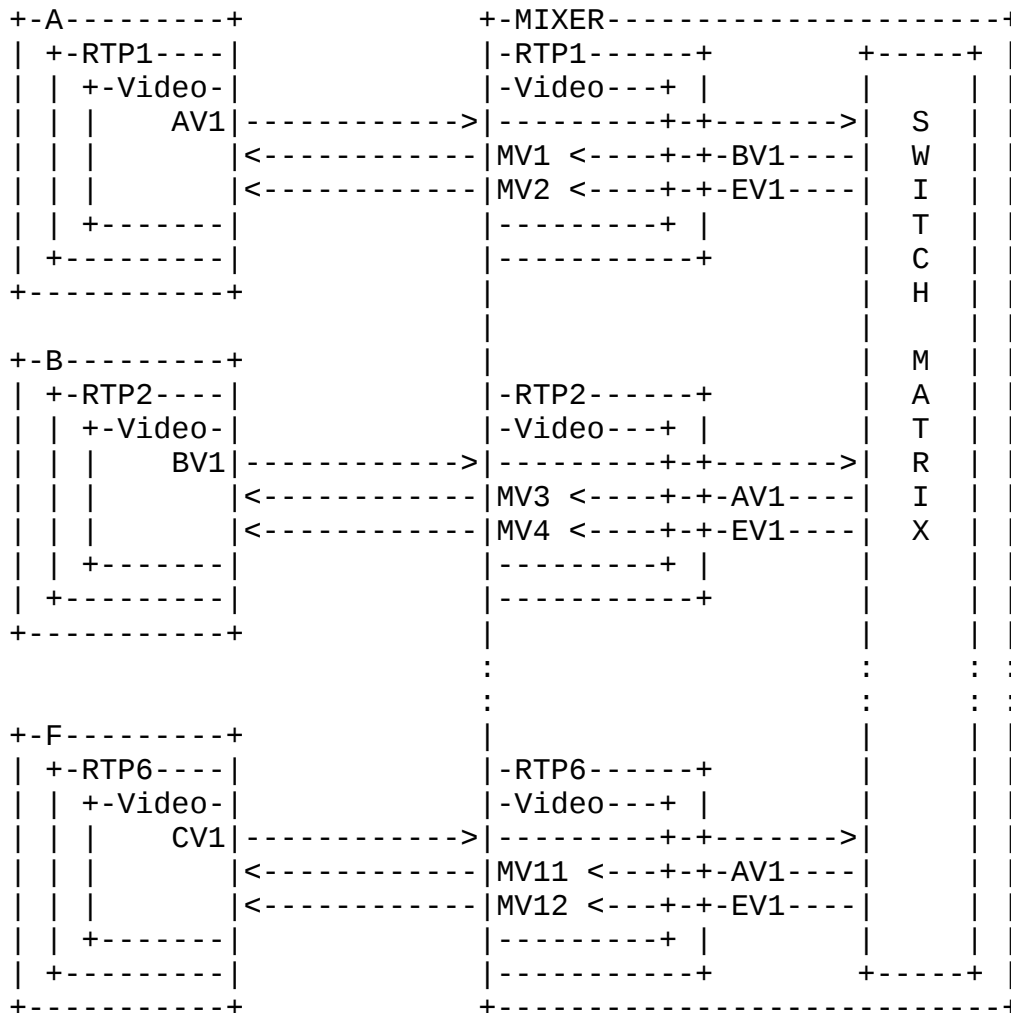 +-A---------+             +-MIXER---------------------+
| +-RTP1----|             |-RTP1------+       +-----+ |
| | +-Video-|             |-Video---+ |       |     | |
| | |    AV1|------------>|---------+-+------>|  S  | |
| | |       |<------------|MV1 <----+-+-BV1----|  W  | |
| | |       |<------------|MV2 <----+-+-EV1----|  I  | |
| | +-------|             |---------+ |       |  T  | |
| +---------|             |-----------+       |  C  | |
+-----------+             |                   |  H  | |
                          |                   |     | |
+-B---------+             |                   |  M  | |
| +-RTP2----|             |-RTP2------+       |  A  | |
| | +-Video-|             |-Video---+ |       |  T  | |
| | |    BV1|------------>|---------+-+------>|  R  | |
| | |       |<------------|MV3 <----+-+-AV1----|  I  | |
| | |       |<------------|MV4 <----+-+-EV1----|  X  | |
| | +-------|             |---------+ |       |     | |
| +---------|             |-----------+       |     | |
+-----------+             |                   |     | |
                          :                   :     : :
                          :                   :     : :
+-F---------+             |                   |     | |
| +-RTP6----|             |-RTP6------+       |     | |
| | +-Video-|             |-Video---+ |       |     | |
| | |    CV1|------------>|---------+-+------>|     | |
| | |       |<------------|MV11 <---+-+-AV1----|     | |
| | |       |<------------|MV12 <---+-+-EV1----|     | |
| | +-------|             |---------+ |       |     | |
| +---------|             |-----------+       +-----+ |
+-----------+             +---------------------------+